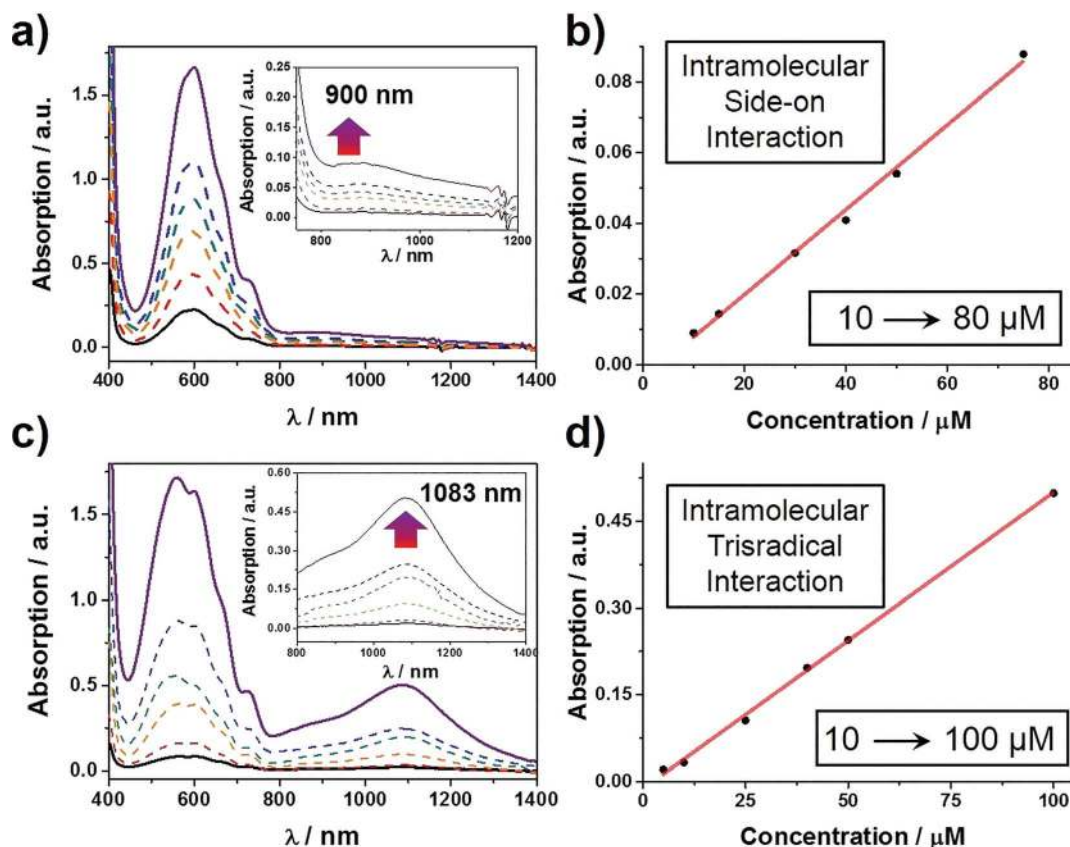 a)
Absorption / a.u.
1.5
1.0
0.5
0.0
400
600
800
1000
1200
1400
λ / nm
Absorption / a.u.
0.25
0.20
0.15
0.10
0.05
0.00
800
1000
1200
λ / nm
900 nm
b)
Absorption / a.u.
0.08
0.06
0.04
0.02
0.00
0
20
40
60
80
Concentration / μM
Intramolecular
Side-on
Interaction
10 → 80 μM
c)
Absorption / a.u.
1.5
1.0
0.5
0.0
400
600
800
1000
1200
1400
λ / nm
Absorption / a.u.
0.60
0.45
0.30
0.15
0.00
800
1000
1200
1400
λ / nm
1083 nm
d)
Absorption / a.u.
0.45
0.30
0.15
0.00
0
25
50
75
100
Concentration / μM
Intramolecular
Trisradical
Interaction
10 → 100 μM